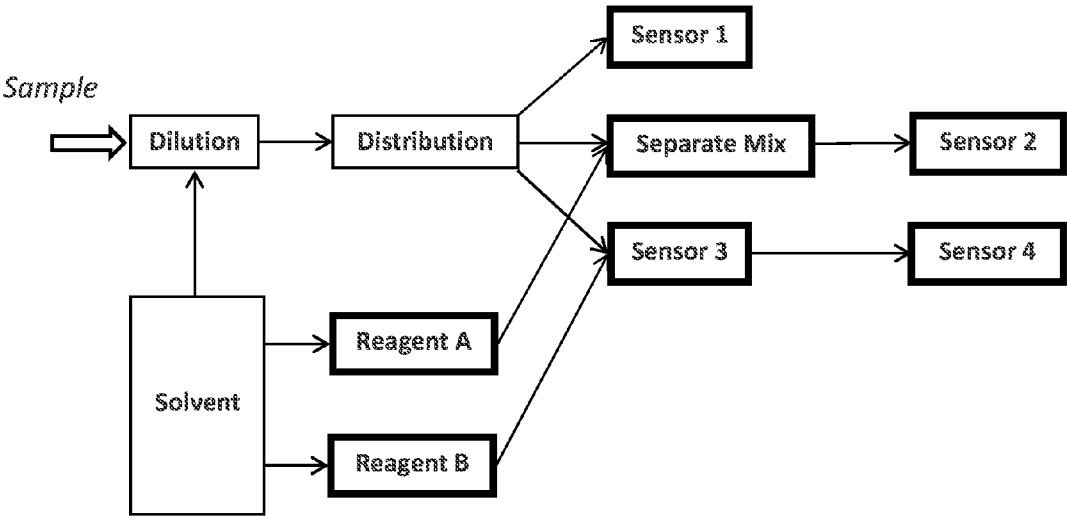 Sensor 1
Sample
Dilution
Distribution
Separate Mix
Sensor 2
Sensor 3
Sensor 4
Reagent A
Solvent
Reagent B